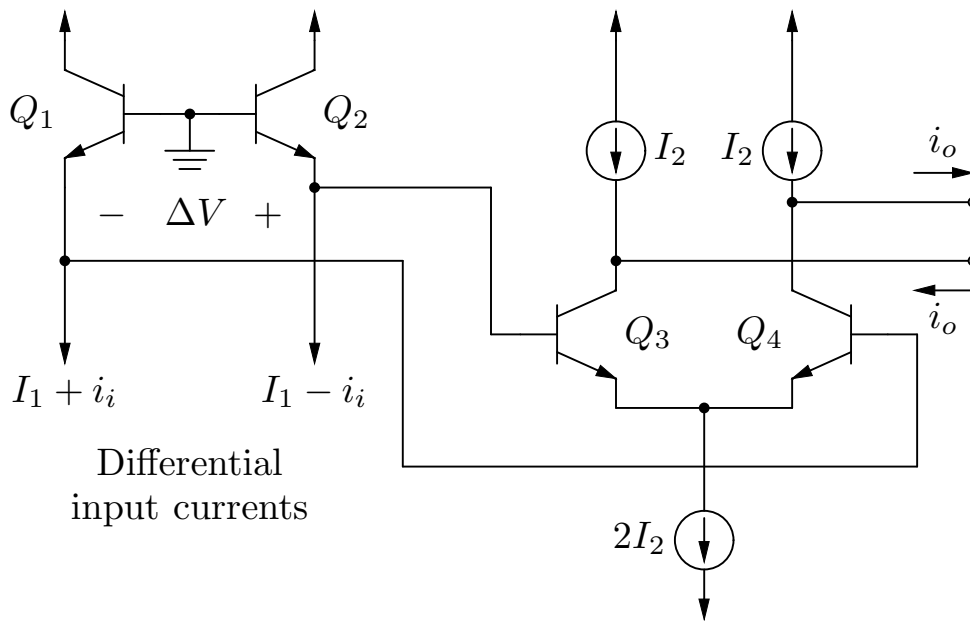 Q1
Q2
I2
I2
io
− ΔV +
io
Q3
Q4
I1 + ii
I1 − ii
Differential
input currents
2I2